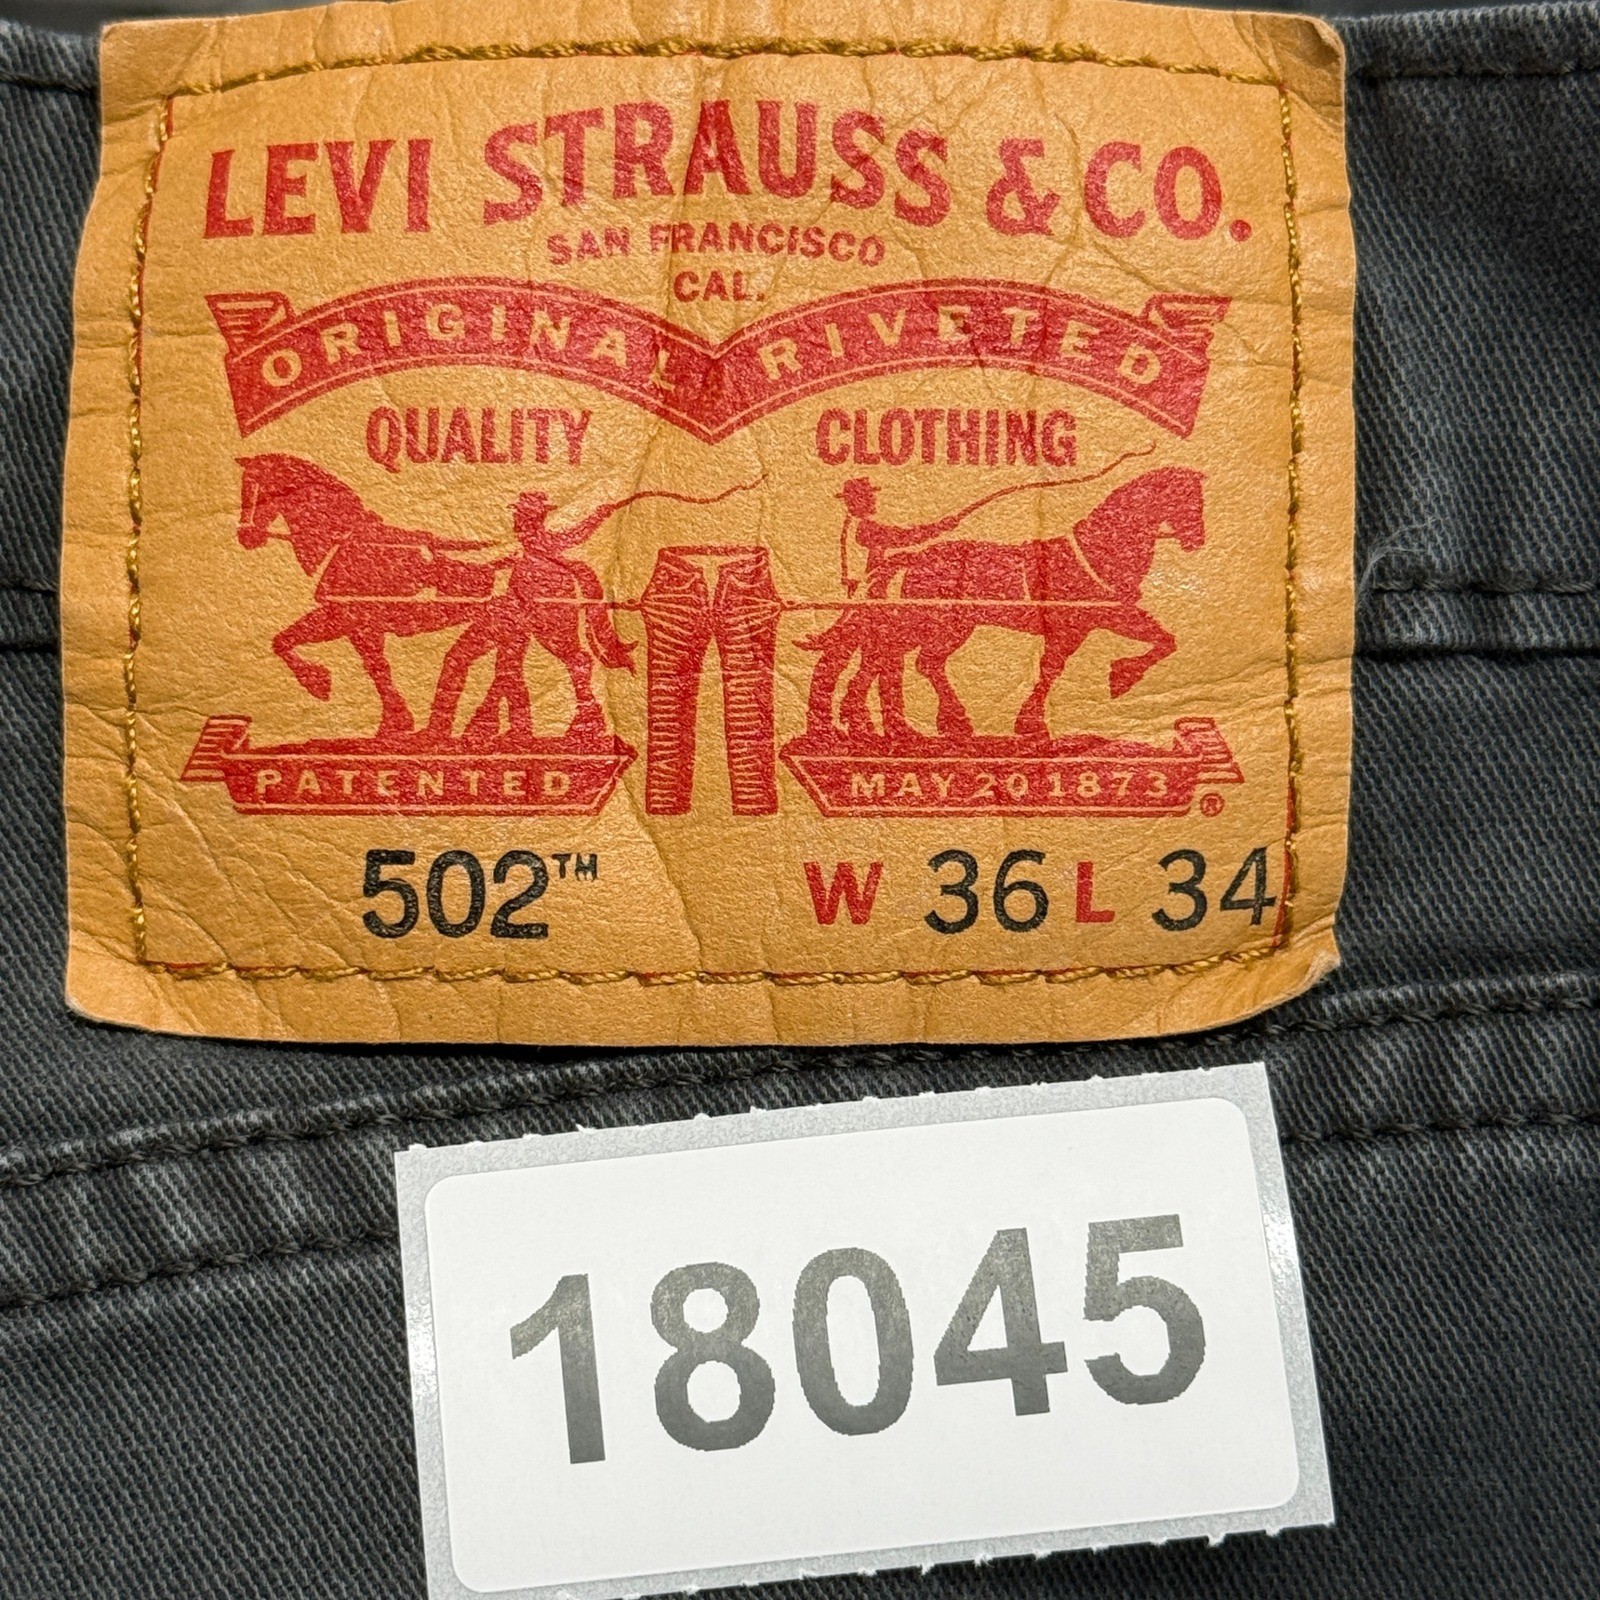 LEVI STRAUSS & CO.
SAN FRANCISCO
CAL.
ORIGINAL RIVETED
QUALITY CLOTHING
PATENTED MAY 20 1873 ®
502™ W 36 L 34
18045